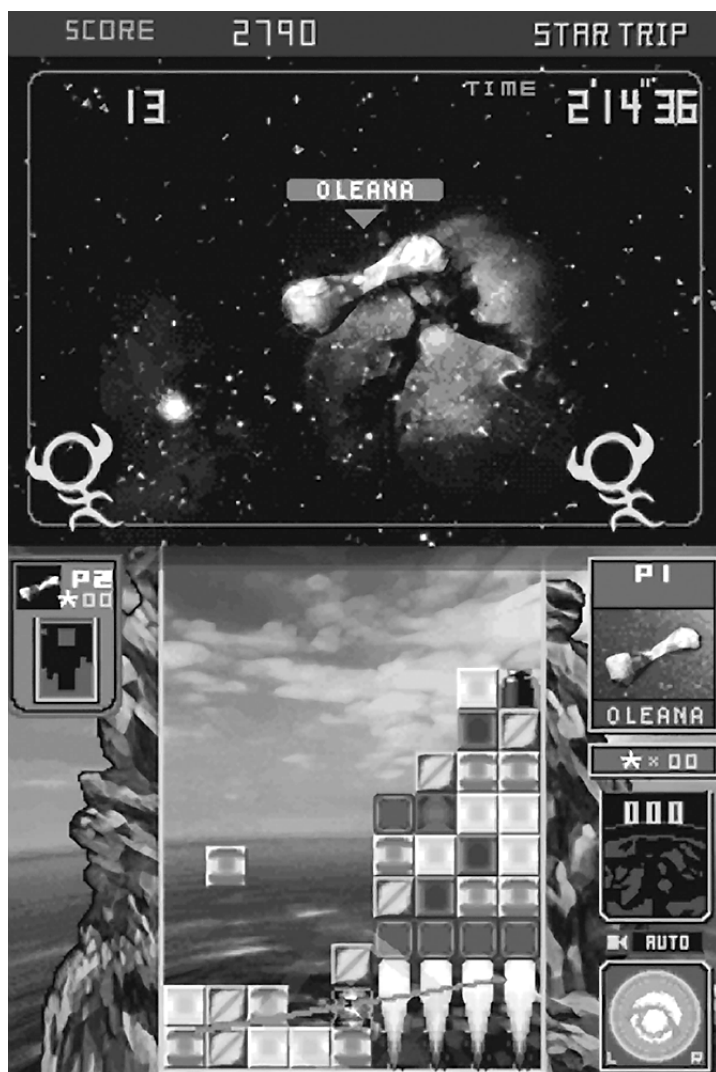 SCORE 2790 STAR TRIP
TIME
13 2'14"36
OLEANA
P2
×00
P1
OLEANA
×00
000
AUTO
L R